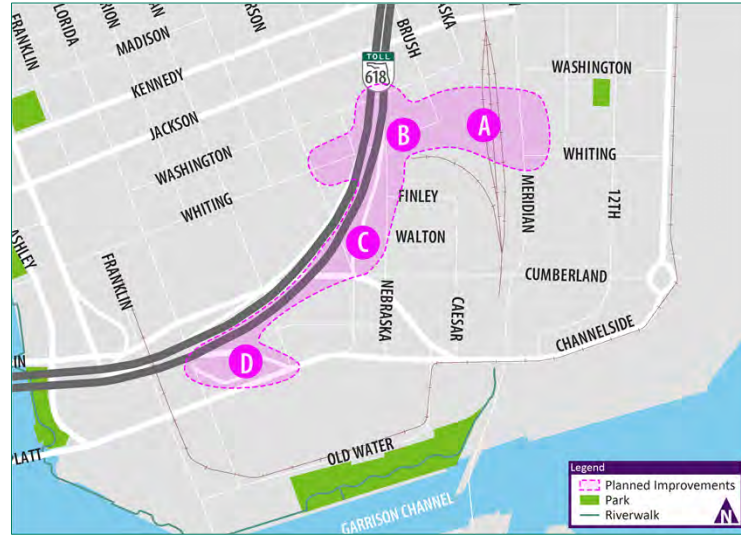 FRANKLIN
FLORIDA
MADISON
KENNEDY
JACKSON
WASHINGTON
WHITING
BRUSH
TOLL
618
WASHINGTON
WHITING
A
B
C
D
FINLEY
WALTON
MERIDIAN
12TH
CUMBERLAND
NEBRASKA
CAESAR
CHANNELSIDE
ASHLEY
FRANKLIN
PLATT
OLD WATER
GARRISON CHANNEL
Legend
Planned Improvements
Park
Riverwalk
N